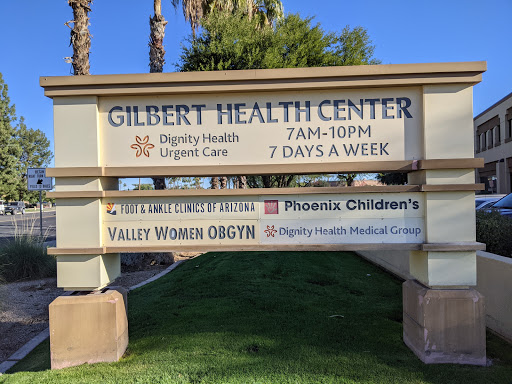 GILBERT HEALTH CENTER
Dignity Health
Urgent Care
7AM-10PM
7 DAYS A WEEK
FOOT & ANKLE CLINICS OF ARIZONA
Phoenix Children's
VALLEY WOMEN OBGYN
Dignity Health Medical Group